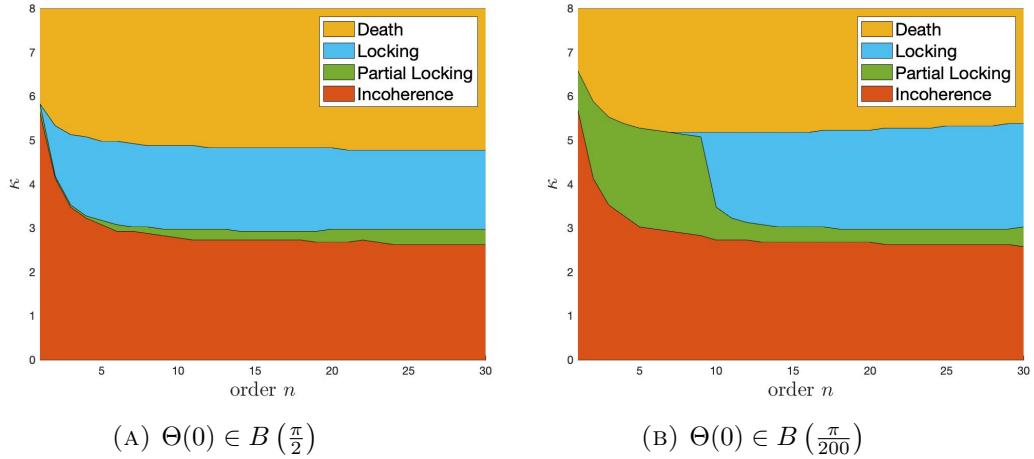 8
7
6
5
4
3
2
1
0
κ
Death
Locking
Partial Locking
Incoherence
5 10 15 20 25 30
order n
(A) Θ(0) ∈ B (π/2)
8
7
6
5
4
3
2
1
0
κ
Death
Locking
Partial Locking
Incoherence
5 10 15 20 25 30
order n
(B) Θ(0) ∈ B (π/200)